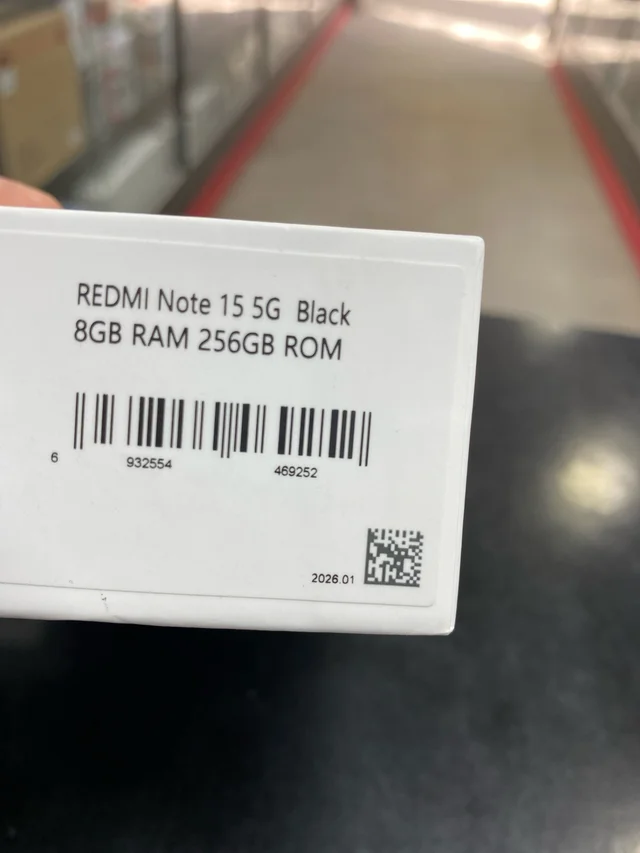 REDMI Note 15 5G Black
8GB RAM 256GB ROM
6 932554 469252
2026.01